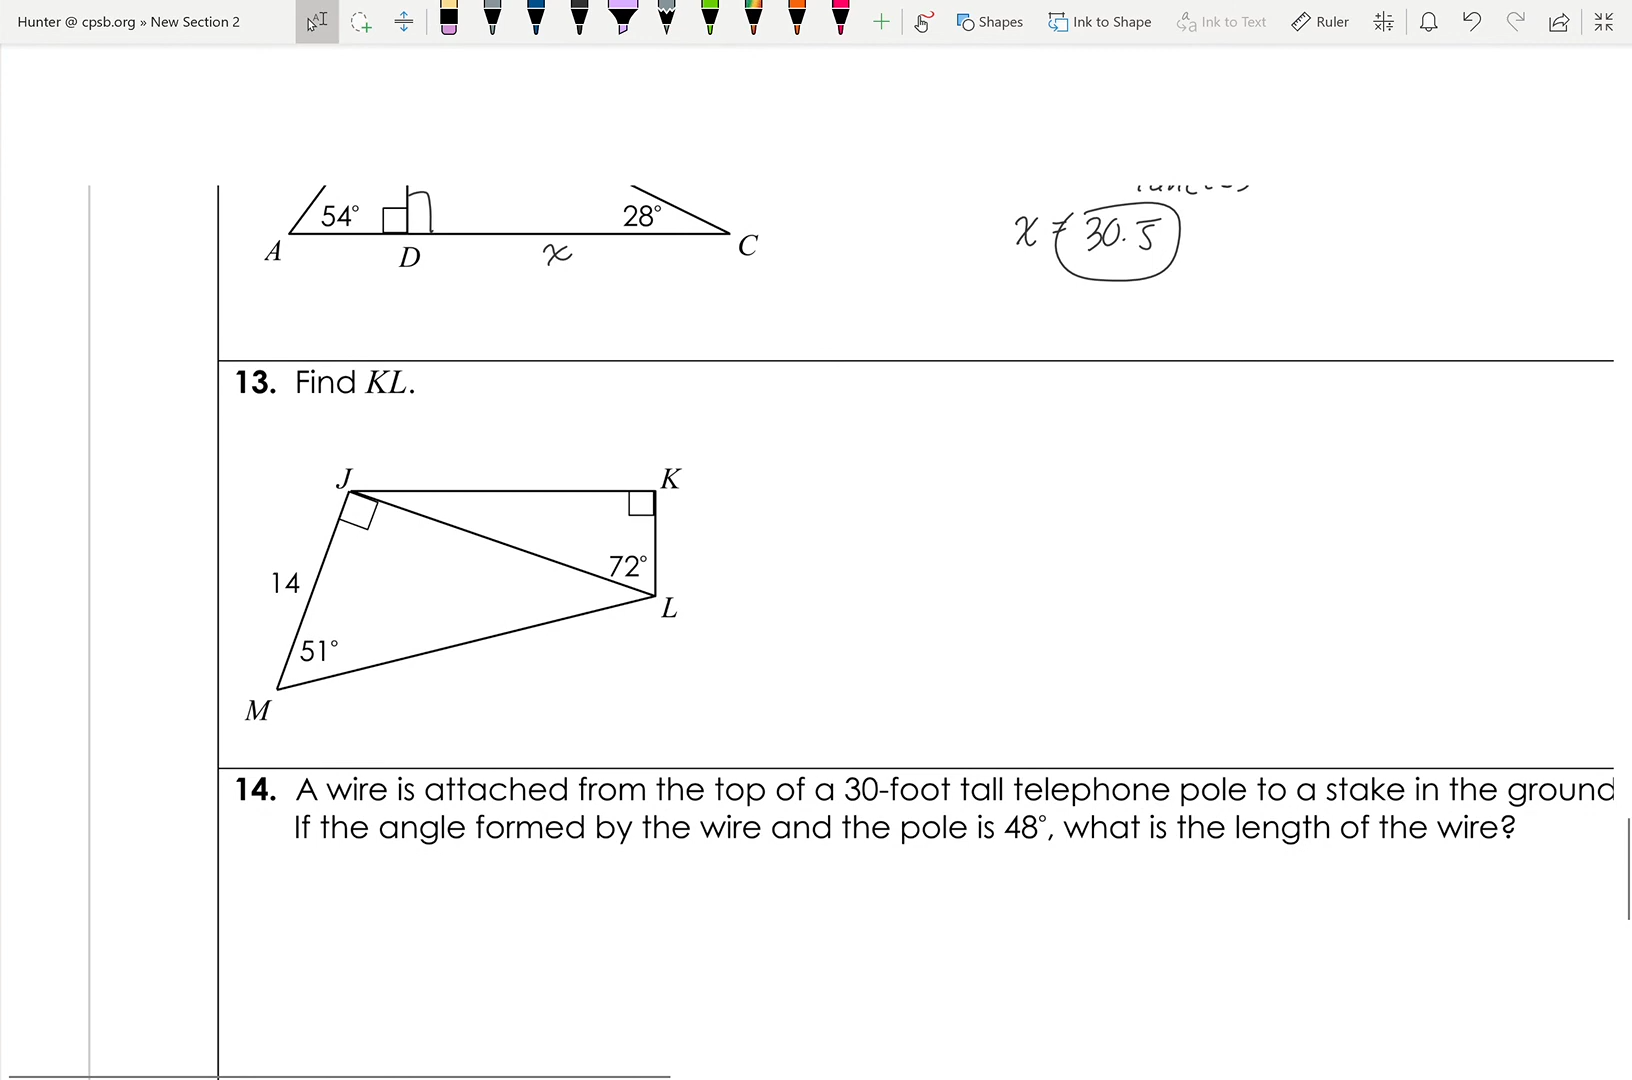 Hunter @ cpsb.org » New Section 2
Shapes
Ink to Shape
Ink to Text
Ruler
54°
28°
A
D
x
C
x = 30.5
13. Find KL.
J
K
72°
14
L
51°
M
14. A wire is attached from the top of a 30-foot tall telephone pole to a stake in the ground
If the angle formed by the wire and the pole is 48°, what is the length of the wire?